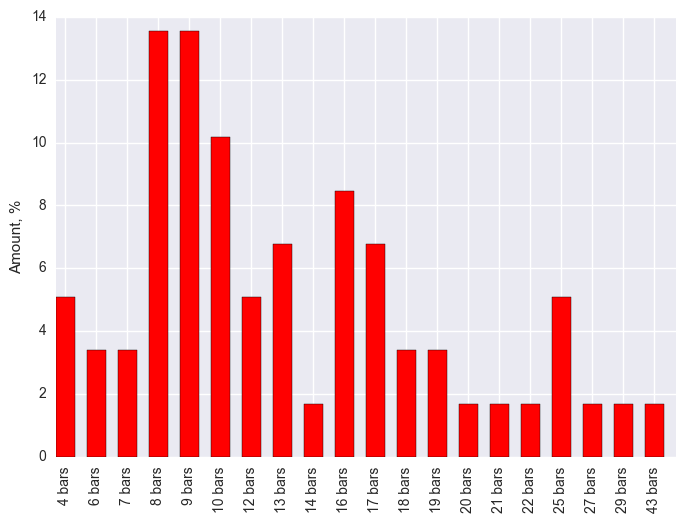 14
12
10
8
6
4
2
0
Amount, %
4 bars
6 bars
7 bars
8 bars
9 bars
10 bars
12 bars
13 bars
14 bars
16 bars
17 bars
18 bars
19 bars
20 bars
21 bars
22 bars
25 bars
27 bars
29 bars
43 bars